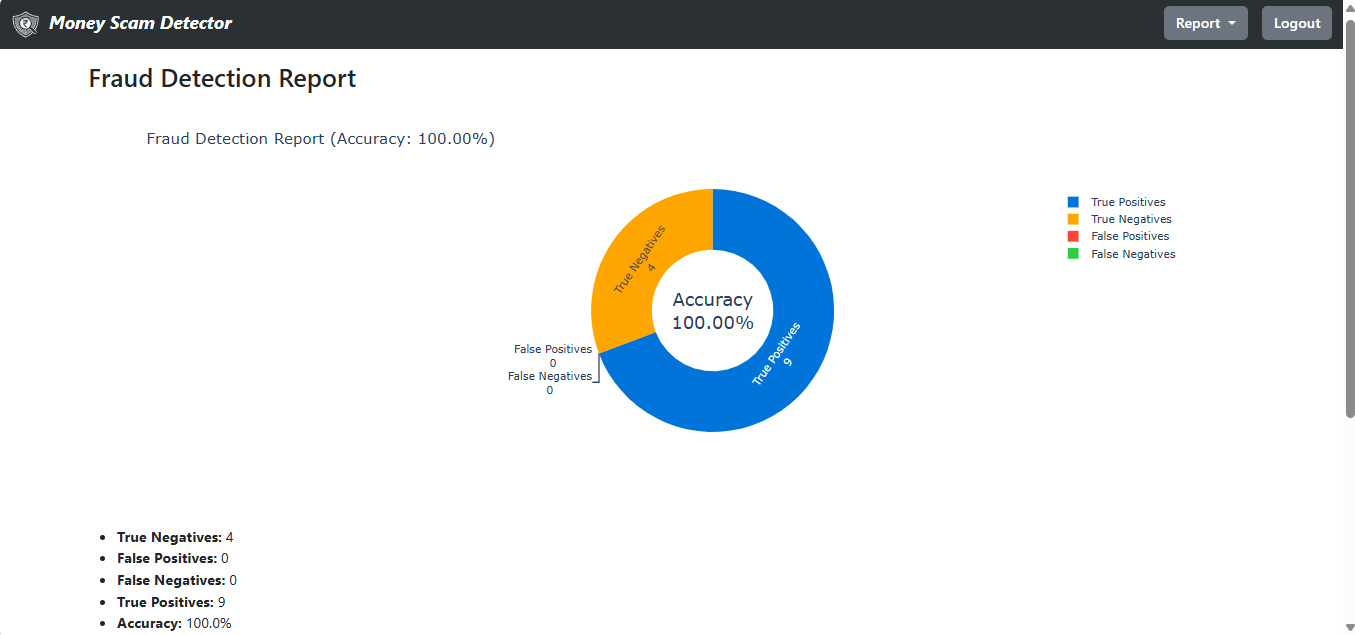 Money Scam Detector
Report
Logout
Fraud Detection Report
Fraud Detection Report (Accuracy: 100.00%)
True Positives
True Negatives
False Positives
False Negatives
True Negatives
4
Accuracy
100.00%
True Positives
9
False Positives
0
False Negatives
0
• True Negatives: 4
• False Positives: 0
• False Negatives: 0
• True Positives: 9
• Accuracy: 100.0%